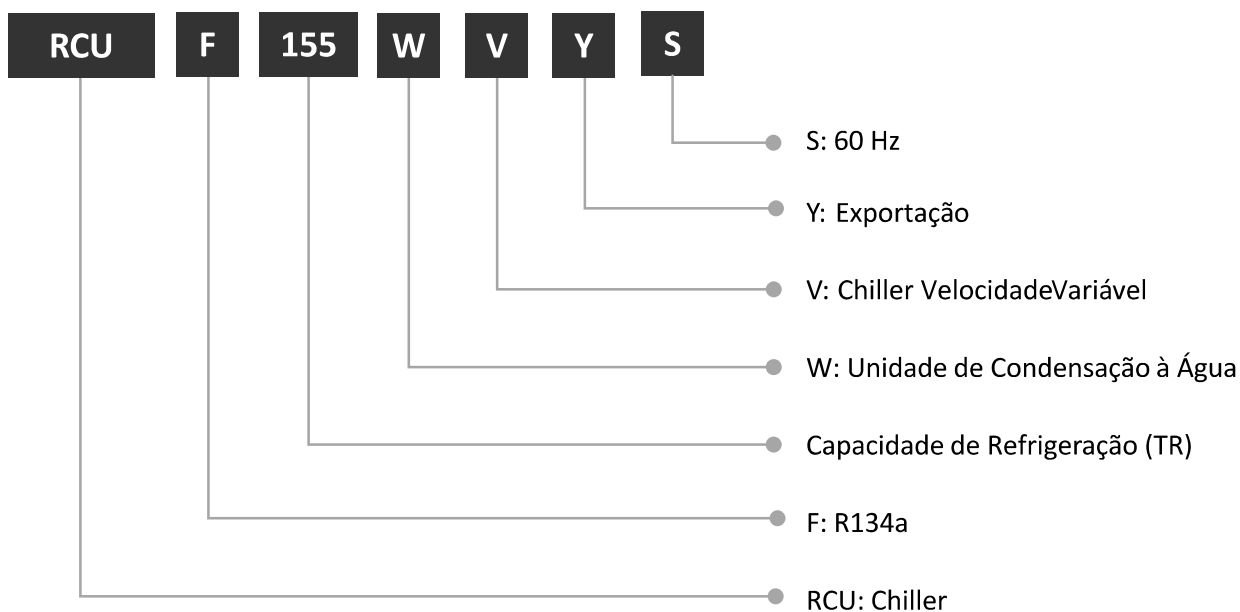 RCU F 155 W V Y S
S: 60 Hz
Y: Exportação
V: Chiller VelocidadeVariável
W: Unidade de Condensação à Água
Capacidade de Refrigeração (TR)
F: R134a
RCU: Chiller